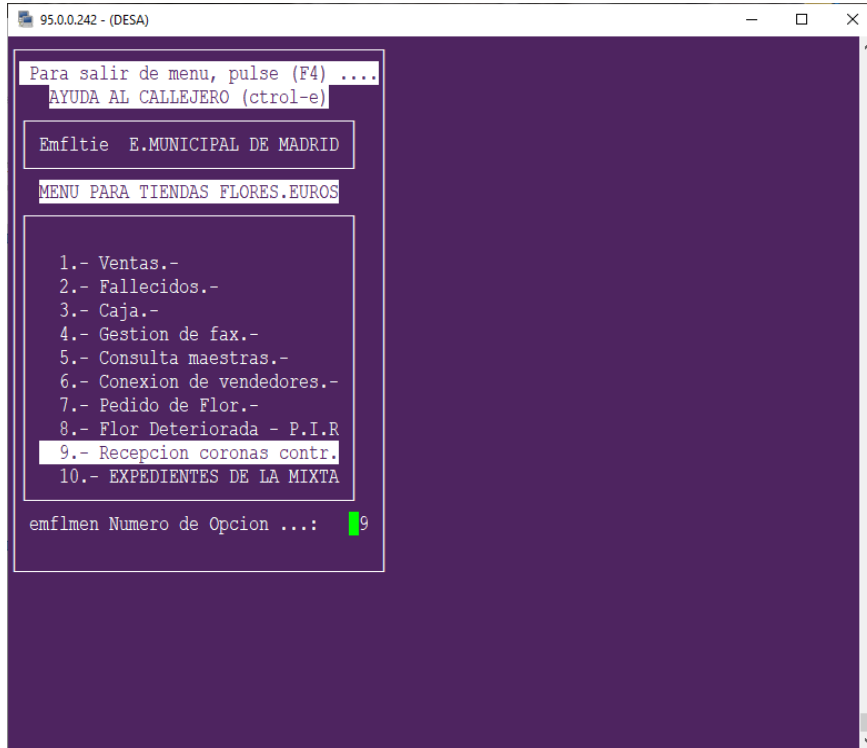 95.0.0.242 - (DESA)
Para salir de menu, pulse (F4) ....
AYUDA AL CALLEJERO (ctrol-e)
Emfltie E.MUNICIPAL DE MADRID
MENU PARA TIENDAS FLORES.EUROS
1.- Ventas.-
2.- Fallecidos.-
3.- Caja.-
4.- Gestion de fax.-
5.- Consulta maestras.-
6.- Conexion de vendedores.-
7.- Pedido de Flor.-
8.- Flor Deteriorada - P.I.R
9.- Recepcion coronas contr.
10.- EXPEDIENTES DE LA MIXTA
emflmen Numero de Opcion ...: 9